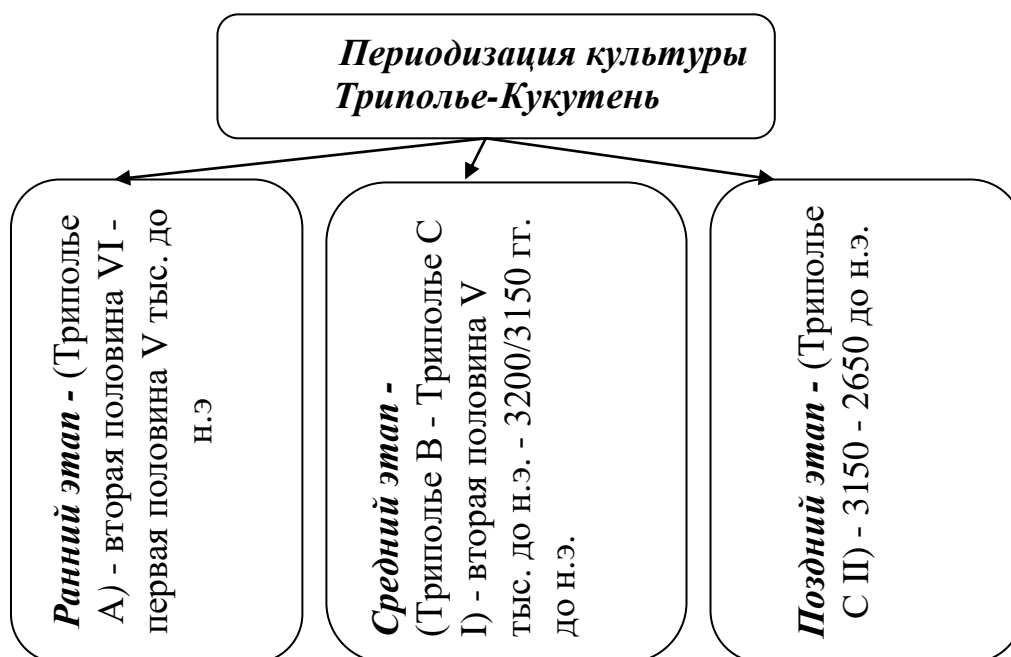 Периодизация культуры
Триполье-Кукутень
Ранний этап - (Триполье
А) - вторая половина VI -
первая половина V тыс. до
н.э
Средний этап -
(Триполье В - Триполье С
I) - вторая половина V
тыс. до н.э. - 3200/3150 гг.
до н.э.
Поздний этап - (Триполье
С II) - 3150 - 2650 до н.э.